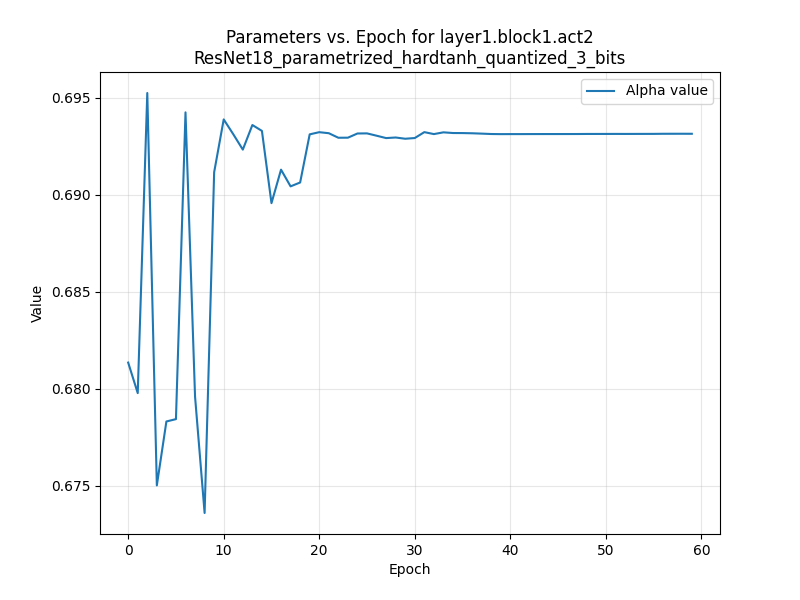 Parameters vs. Epoch for layer1.block1.act2
ResNet18_parametrized_hardtanh_quantized_3_bits
Alpha value
0.695
0.690
0.685
0.680
0.675
Value
0 10 20 30 40 50 60
Epoch